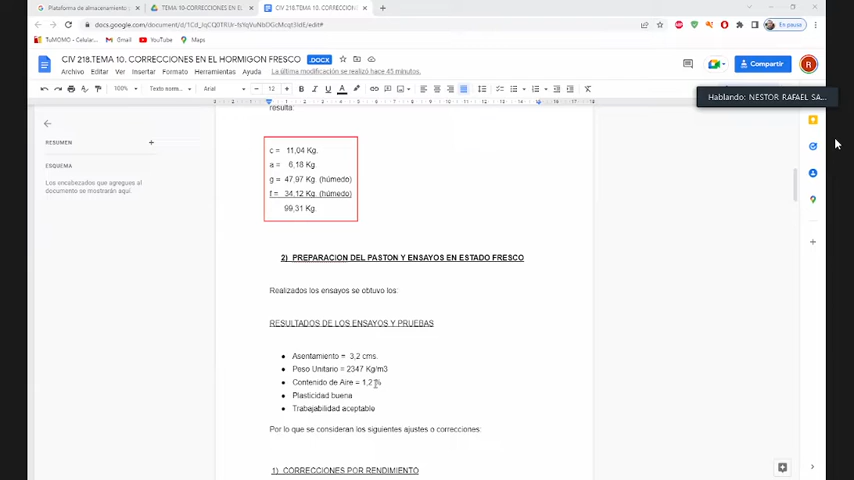 Plataforma de almacenamiento
TEMA 10-CORRECCIONES EN EL
CIV 218.TEMA 10. CORRECCION
docs.google.com/document/d/1Cd_IqCQ0TRUr-
TuMOMO - Celular...
Gmail
YouTube
Maps
En pausa
CIV 218.TEMA 10. CORRECCIONES EN EL HORMIGON FRESCO
.DOCX
Archivo Editar Ver Insertar Formato Herramientas Ayuda
La última modificación se realizó hace 45 minutos.
Compartir
R
100%
Texto norm...
Arial
12
Hablando: NESTOR RAFAEL SA...
RESUMEN
ESQUEMA
Los encabezados que agregues al
documento se mostrarán aquí.
resulta:
c = 11,04 Kg.
a = 6,18 Kg.
g = 47,97 Kg. (húmedo)
f = 34,12 Kg. (húmedo)
99,31 Kg.
2) PREPARACION DEL PASTON Y ENSAYOS EN ESTADO FRESCO
Realizados los ensayos se obtuvo los:
RESULTADOS DE LOS ENSAYOS Y PRUEBAS
Asentamiento = 3,2 cms.
Peso Unitario = 2347 Kg/m3
Contenido de Aire = 1,2 %
Plasticidad buena
Trabajabilidad aceptable
Por lo que se consideran los siguientes ajustes o correcciones:
1) CORRECCIONES POR RENDIMIENTO